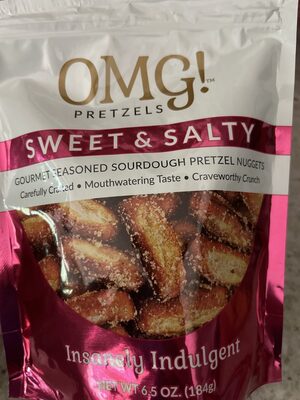 OMG!™
PRETZELS
SWEET & SALTY
GOURMET SEASONED SOURDOUGH PRETZEL NUGGETS
Carefully Crafted • Mouthwatering Taste • Craveworthy Crunch
Insanely Indulgent
NET WT 6.5 OZ. (184g)